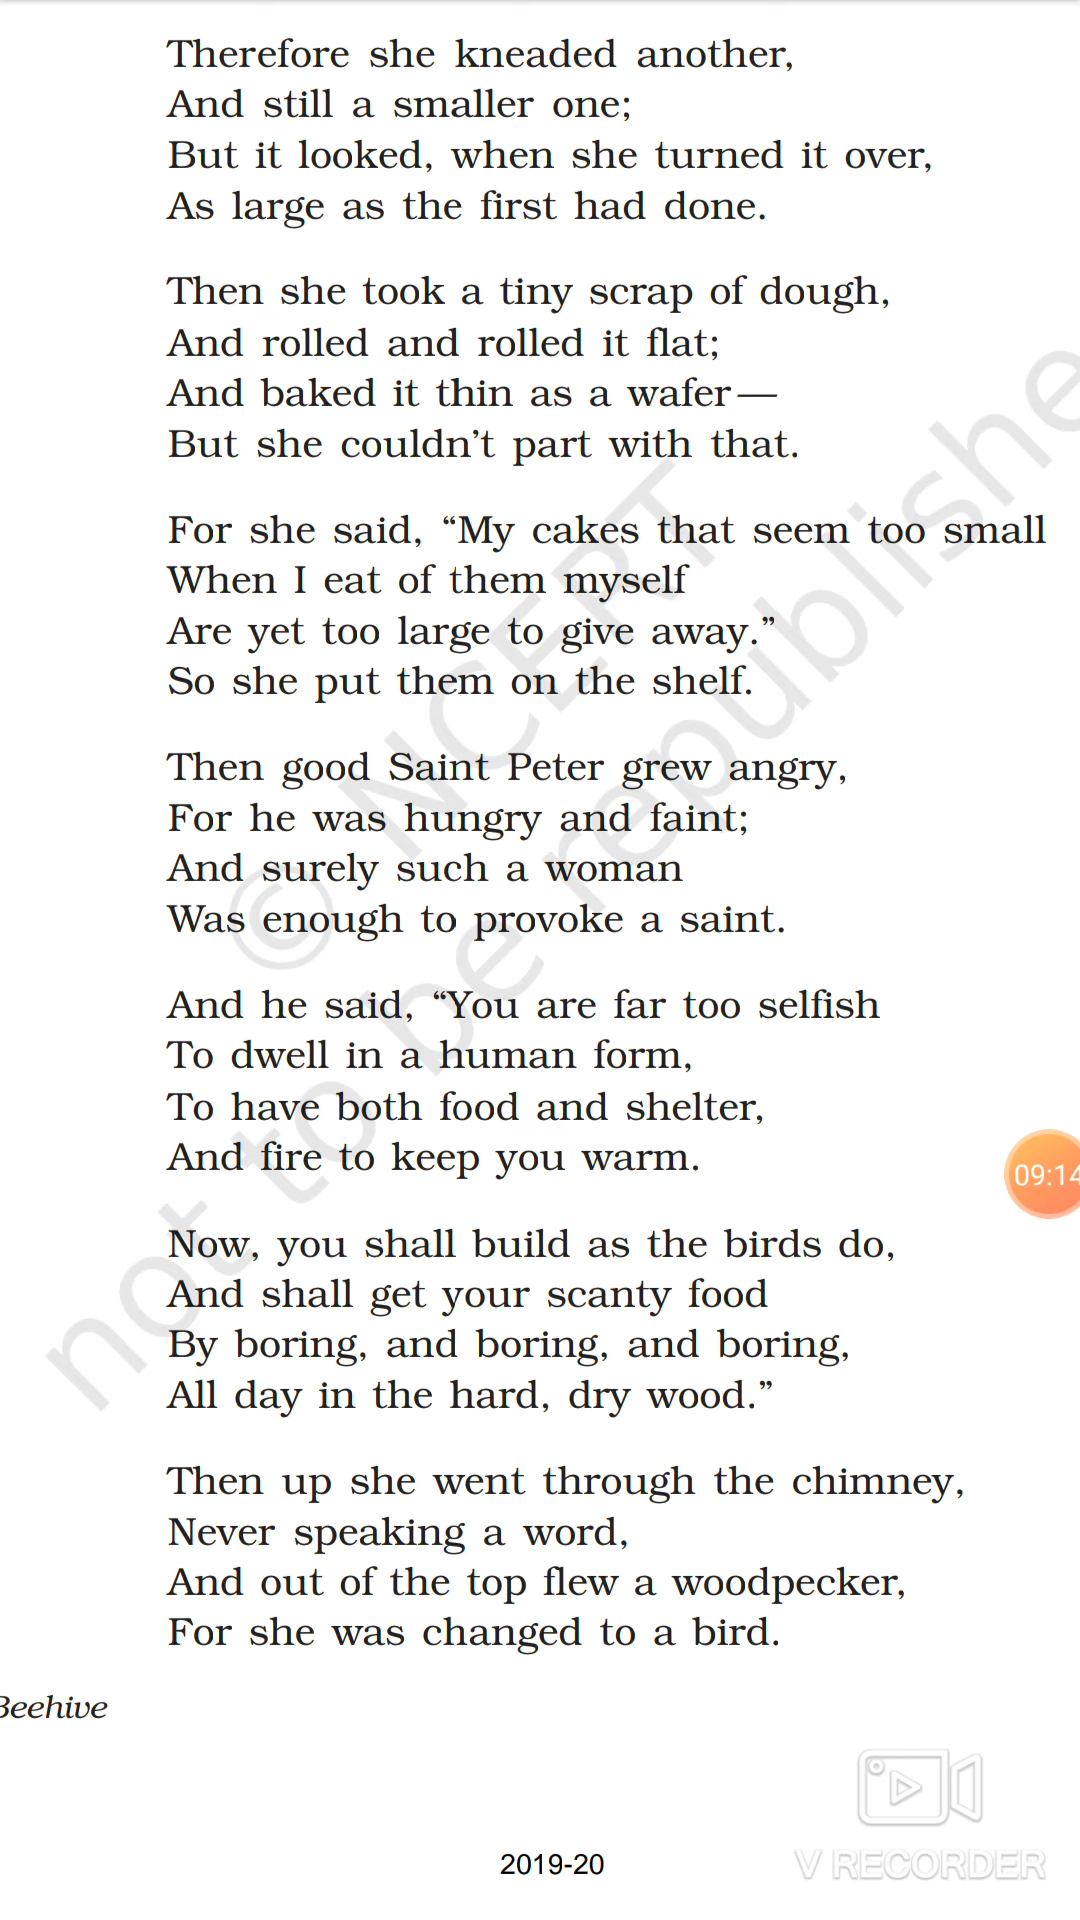 Therefore she kneaded another,
And still a smaller one;
But it looked, when she turned it over,
As large as the first had done.
Then she took a tiny scrap of dough,
And rolled and rolled it flat;
And baked it thin as a wafer—
But she couldn’t part with that.
For she said, “My cakes that seem too small
When I eat of them myself
Are yet too large to give away.”
So she put them on the shelf.
Then good Saint Peter grew angry,
For he was hungry and faint;
And surely such a woman
Was enough to provoke a saint.
And he said, “You are far too selfish
To dwell in a human form,
To have both food and shelter,
And fire to keep you warm.
Now, you shall build as the birds do,
And shall get your scanty food
By boring, and boring, and boring,
All day in the hard, dry wood.”
Then up she went through the chimney,
Never speaking a word,
And out of the top flew a woodpecker,
For she was changed to a bird.
Beehive
2019-20
© NCERT
not to be republishe
09:14
V RECORDER